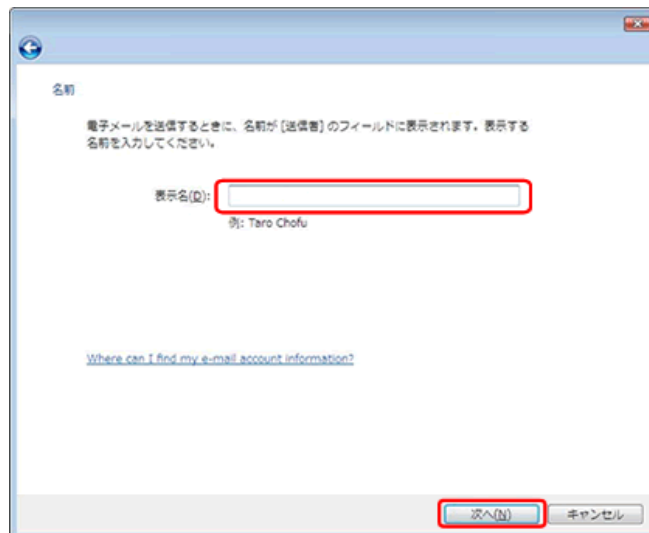 名前
電子メールを送信するときに、名前が [送信者] のフィールドに表示されます。表示する
名前を入力してください。
表示名(D):
例: Taro Chofu
Where can I find my e-mail account information?
次へ(N)
キャンセル